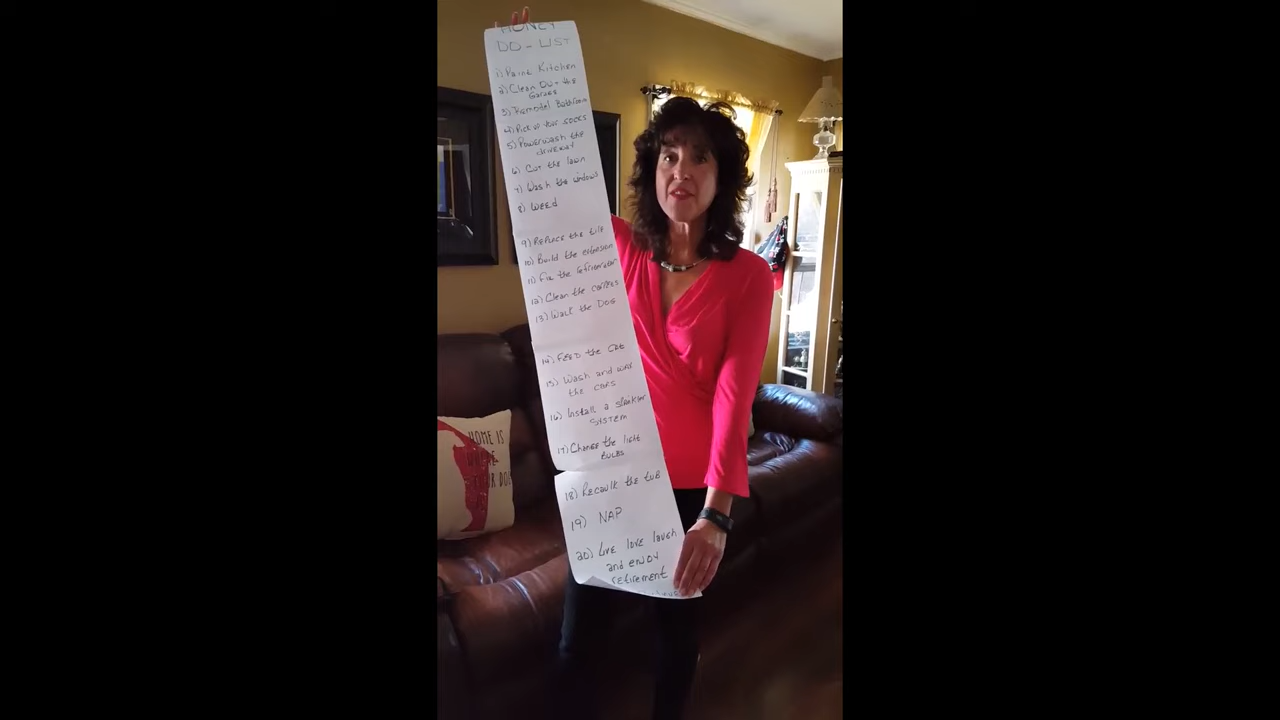 HONEY
DO - LIST
1) Paint Kitchen
2) Clean Out the
Garage
3) Remodel Bathroom
4) Pick up your socks
5) Powerwash the
driveway
6) Cut the lawn
7) Wash the windows
8) WEED
9) Replace the tile
10) Build the extension
11) Fix the refrigerator
12) Clean the carpets
13) Walk the Dog
14) FEED the Cat
15) Wash and wax
the cars
16) Install a sprinkler
SYSTEM
17) Change the light
BULBS
18) Recaulk the tub
19) NAP
20) Live love laugh
and enjoy
retirement
HOME IS
WHERE
YOUR DOG
IS